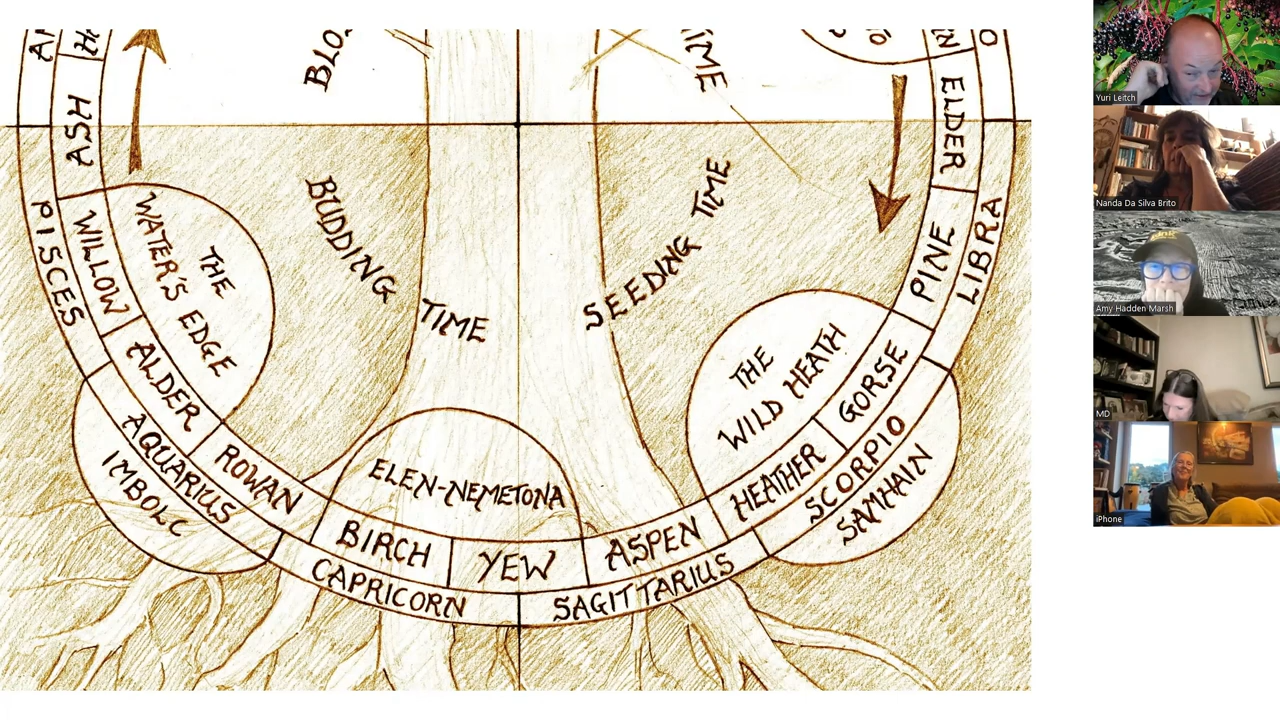 BLO
TIME
ASH
ELDER
PISCES
WILLOW
THE
WATER'S EDGE
BUDDING
TIME
SEEDING TIME
PINE
LIBRA
ALDER
THE
WILD HEATH
GORSE
AQUARIUS
IMBOLC
ROWAN
ELEN-NEMETONA
HEATHER
SCORPIO
SAMHAIN
BIRCH
YEW
ASPEN
CAPRICORN
SAGITTARIUS
Yuri Leitch
Nanda Da Silva Brito
Amy Hadden Marsh
MD
iPhone